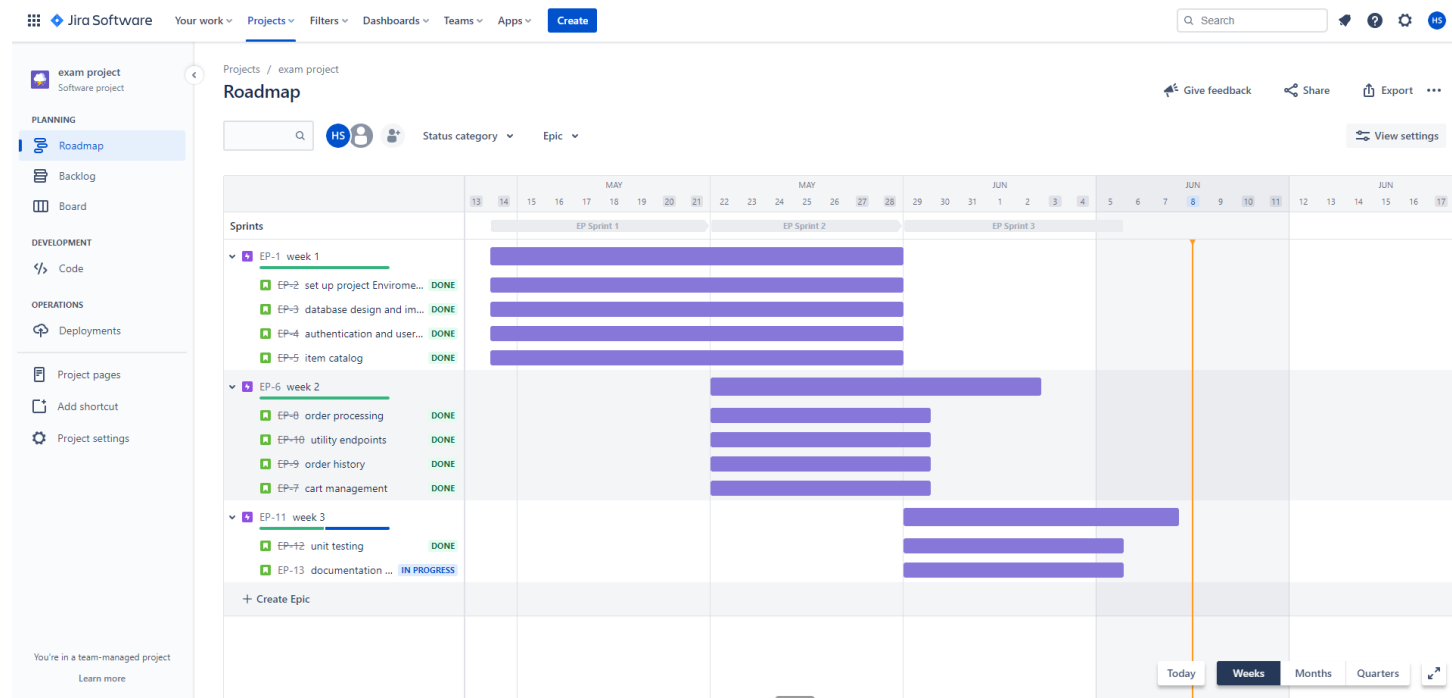 Jira Software Your work Projects Filters Dashboards Teams Apps Create Search HS
exam project
Software project
PLANNING
Roadmap
Backlog
Board
DEVELOPMENT
Code
OPERATIONS
Deployments
Project pages
Add shortcut
Project settings
You're in a team-managed project
Learn more
Projects / exam project
Roadmap
Give feedback Share Export
HS Status category Epic View settings
MAY MAY JUN JUN JUN
13 14 15 16 17 18 19 20 21 22 23 24 25 26 27 28 29 30 31 1 2 3 4 5 6 7 8 9 10 11 12 13 14 15 16 17
Sprints EP Sprint 1 EP Sprint 2 EP Sprint 3
EP-1 week 1
EP-2 set up project Envirome... DONE
EP-3 database design and im... DONE
EP-4 authentication and user... DONE
EP-5 item catalog DONE
EP-6 week 2
EP-8 order processing DONE
EP-10 utility endpoints DONE
EP-9 order history DONE
EP-7 cart management DONE
EP-11 week 3
EP-12 unit testing DONE
EP-13 documentation ... IN PROGRESS
+ Create Epic
Today Weeks Months Quarters